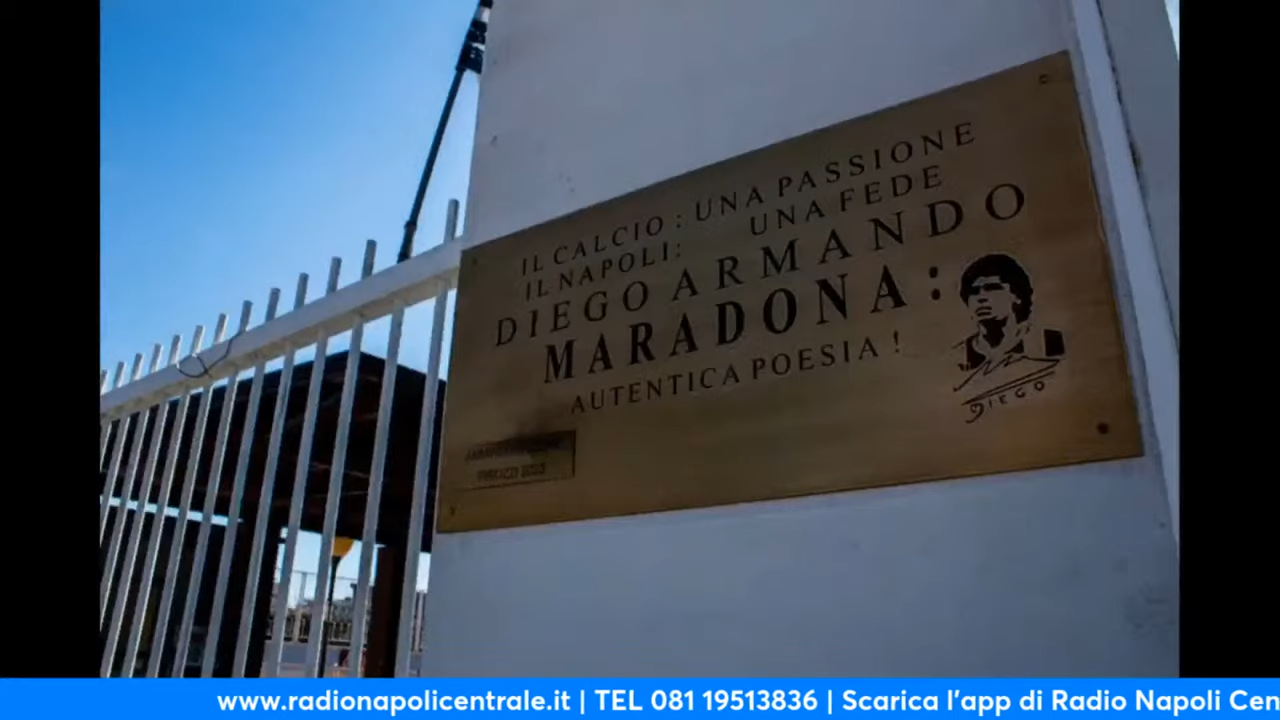 IL CALCIO : UNA PASSIONE
IL NAPOLI: UNA FEDE
DIEGO ARMANDO
MARADONA:
AUTENTICA POESIA !
DIEGO
www.radionapolicentrale.it | TEL 081 19513836 | Scarica l'app di Radio Napoli Cen